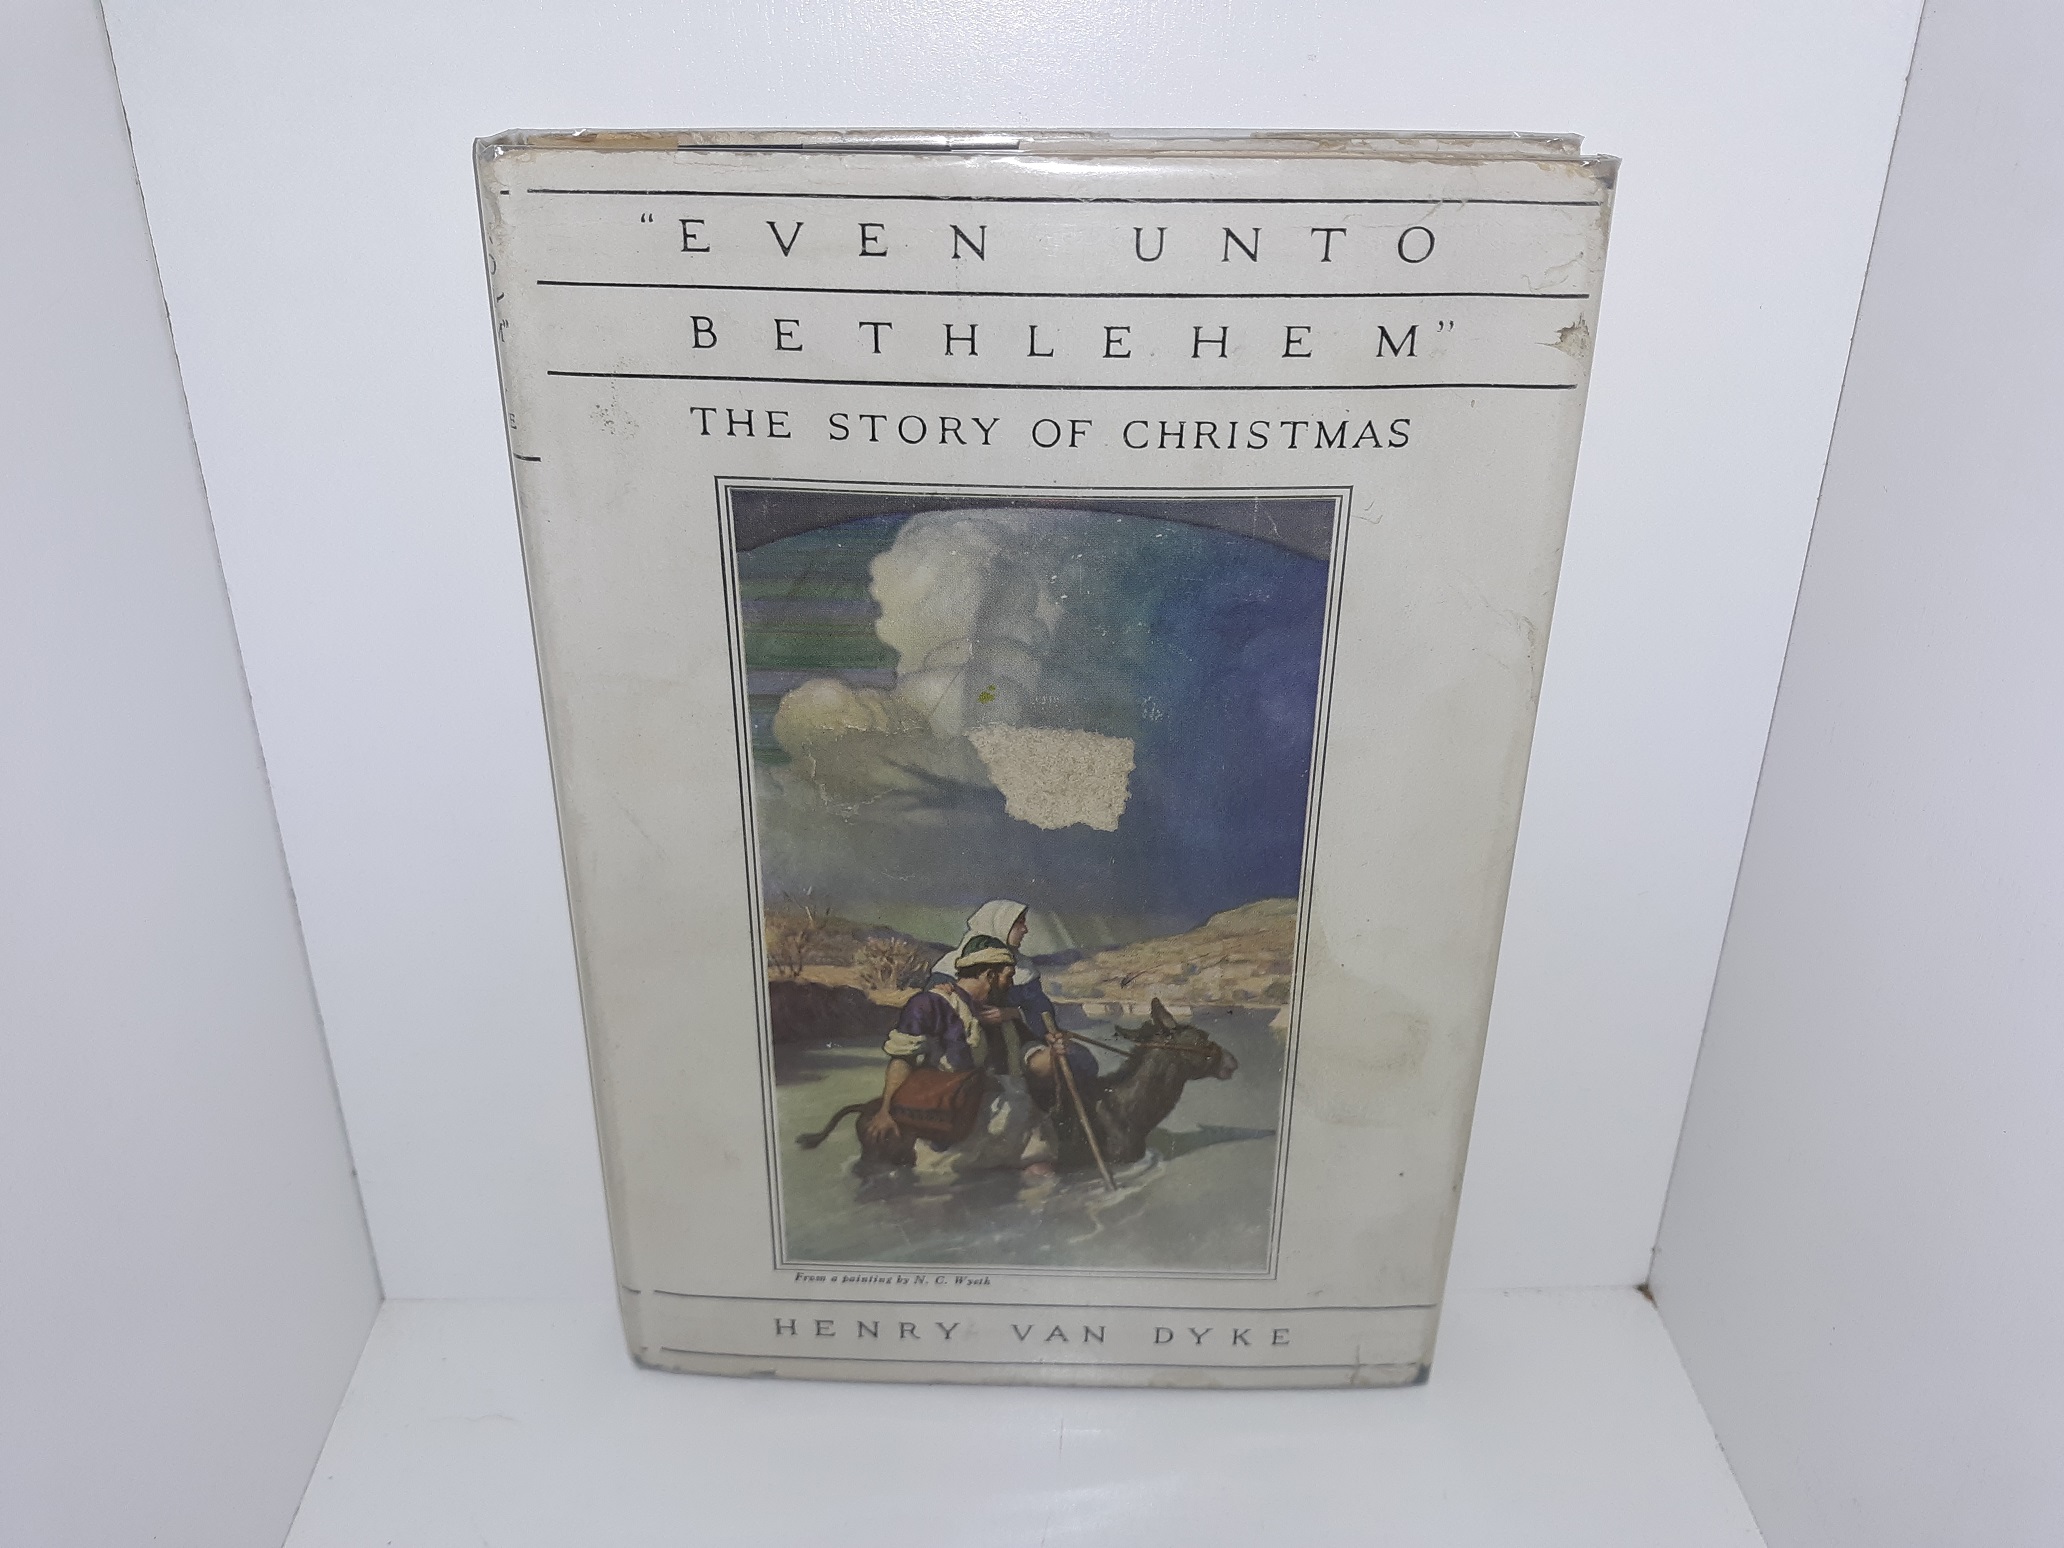 “EVEN UNTO
BETHLEHEM”
THE STORY OF CHRISTMAS
From a painting by N. C. Wyeth
HENRY VAN DYKE